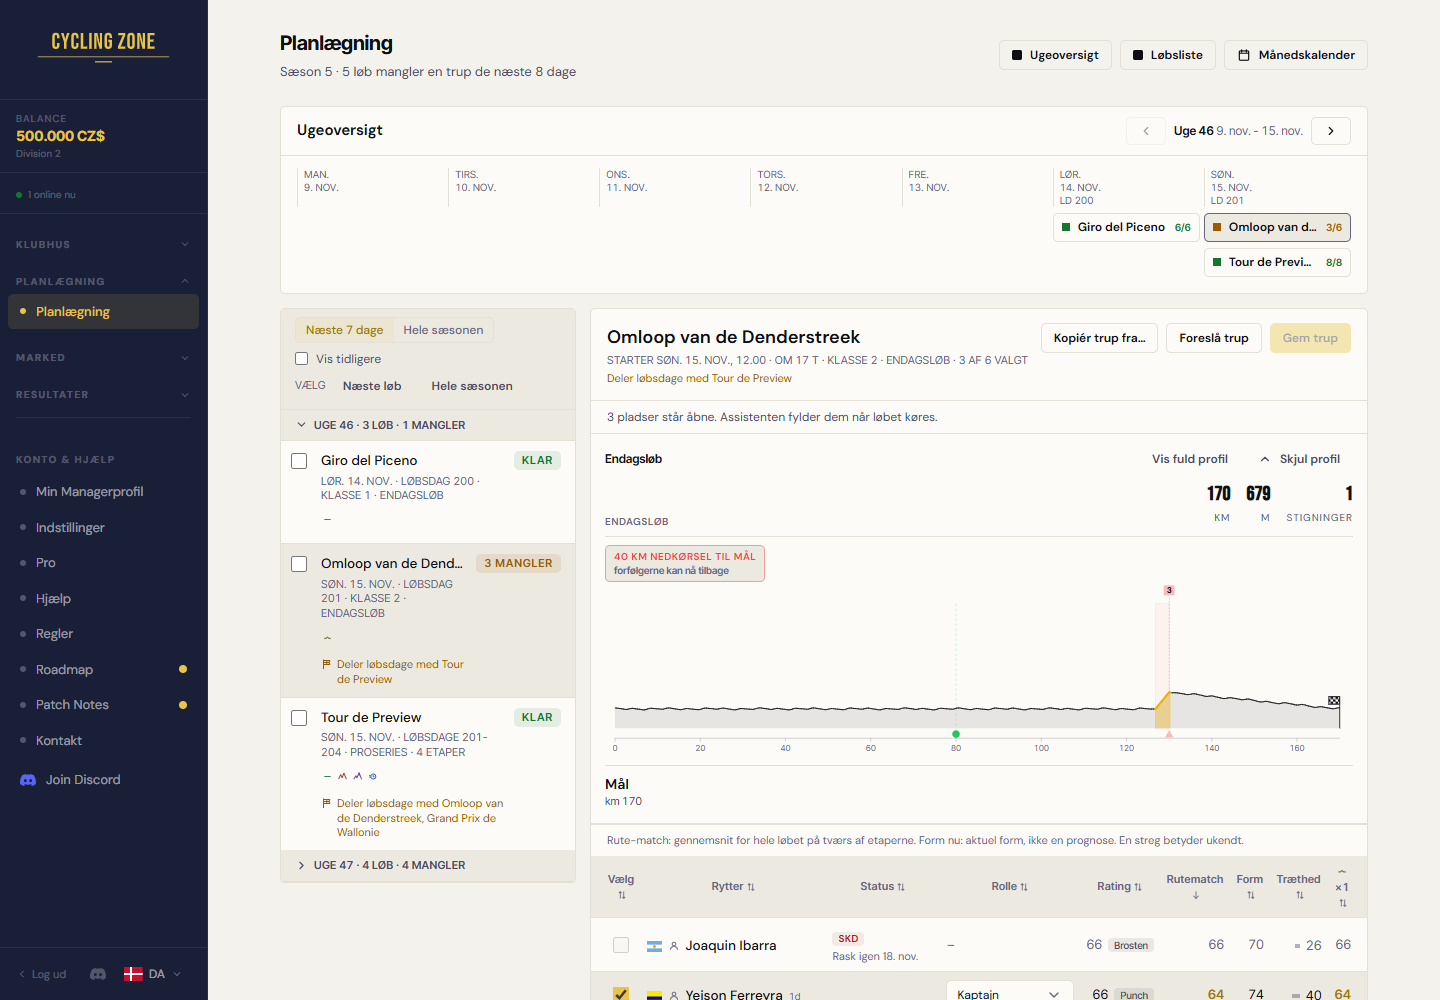 CYCLING ZONE
BALANCE
500.000 CZ$
Division 2
1 online nu
KLUBHUS
PLANLÆGNING
Planlægning
MARKED
RESULTATER
KONTO & HJÆLP
Min Managerprofil
Indstillinger
Pro
Hjælp
Regler
Roadmap
Patch Notes
Kontakt
Join Discord
Log ud
DA
Planlægning
Sæson 5 · 5 løb mangler en trup de næste 8 dage
Ugeoversigt
Løbsliste
Månedskalender
Ugeoversigt
Uge 46 9. nov. - 15. nov.
MAN.
9. NOV.
TIRS.
10. NOV.
ONS.
11. NOV.
TORS.
12. NOV.
FRE.
13. NOV.
LØR.
14. NOV.
LD 200
SØN.
15. NOV.
LD 201
Giro del Piceno 6/6
Omloop van d... 3/6
Tour de Previ... 8/8
Næste 7 dage
Hele sæsonen
Vis tidligere
VÆLG
Næste løb
Hele sæsonen
UGE 46 · 3 LØB · 1 MANGLER
Giro del Piceno
KLAR
LØR. 14. NOV. · LØBSDAG 200 ·
KLASSE 1 · ENDAGSLØB
Omloop van de Dend...
3 MANGLER
SØN. 15. NOV. · LØBSDAG
201 · KLASSE 2 ·
ENDAGSLØB
Deler løbsdage med Tour
de Preview
Tour de Preview
KLAR
SØN. 15. NOV. · LØBSDAGE 201-
204 · PROSERIES · 4 ETAPER
Deler løbsdage med Omloop van
de Denderstreek, Grand Prix de
Wallonie
UGE 47 · 4 LØB · 4 MANGLER
Omloop van de Denderstreek
STARTER SØN. 15. NOV., 12.00 · OM 17 T · KLASSE 2 · ENDAGSLØB · 3 AF 6 VALGT
Deler løbsdage med Tour de Preview
Kopiér trup fra...
Foreslå trup
Gem trup
3 pladser står åbne. Assistenten fylder dem når løbet køres.
Endagsløb
Vis fuld profil
Skjul profil
170 679 1
ENDAGSLØB
KM M STIGNINGER
40 KM NEDKØRSEL TIL MÅL
forfølgerne kan nå tilbage
3
0 20 40 60 80 100 120 140 160
Mål
km 170
Rute-match: gennemsnit for hele løbet på tværs af etaperne. Form nu: aktuel form, ikke en prognose. En streg betyder ukendt.
Vælg ↑↓
Rytter ↑↓
Status ↑↓
Rolle ↑↓
Rating ↑↓
Rutematch ↓
Form ↑↓
Træthed ↑↓
×1 ↑↓
Joaquin Ibarra
SKD
Rask igen 18. nov.
–
66 Brosten 66 70 26 66
Yeison Ferreyra 1d
Kaptajn
66 Punch 64 74 40 64